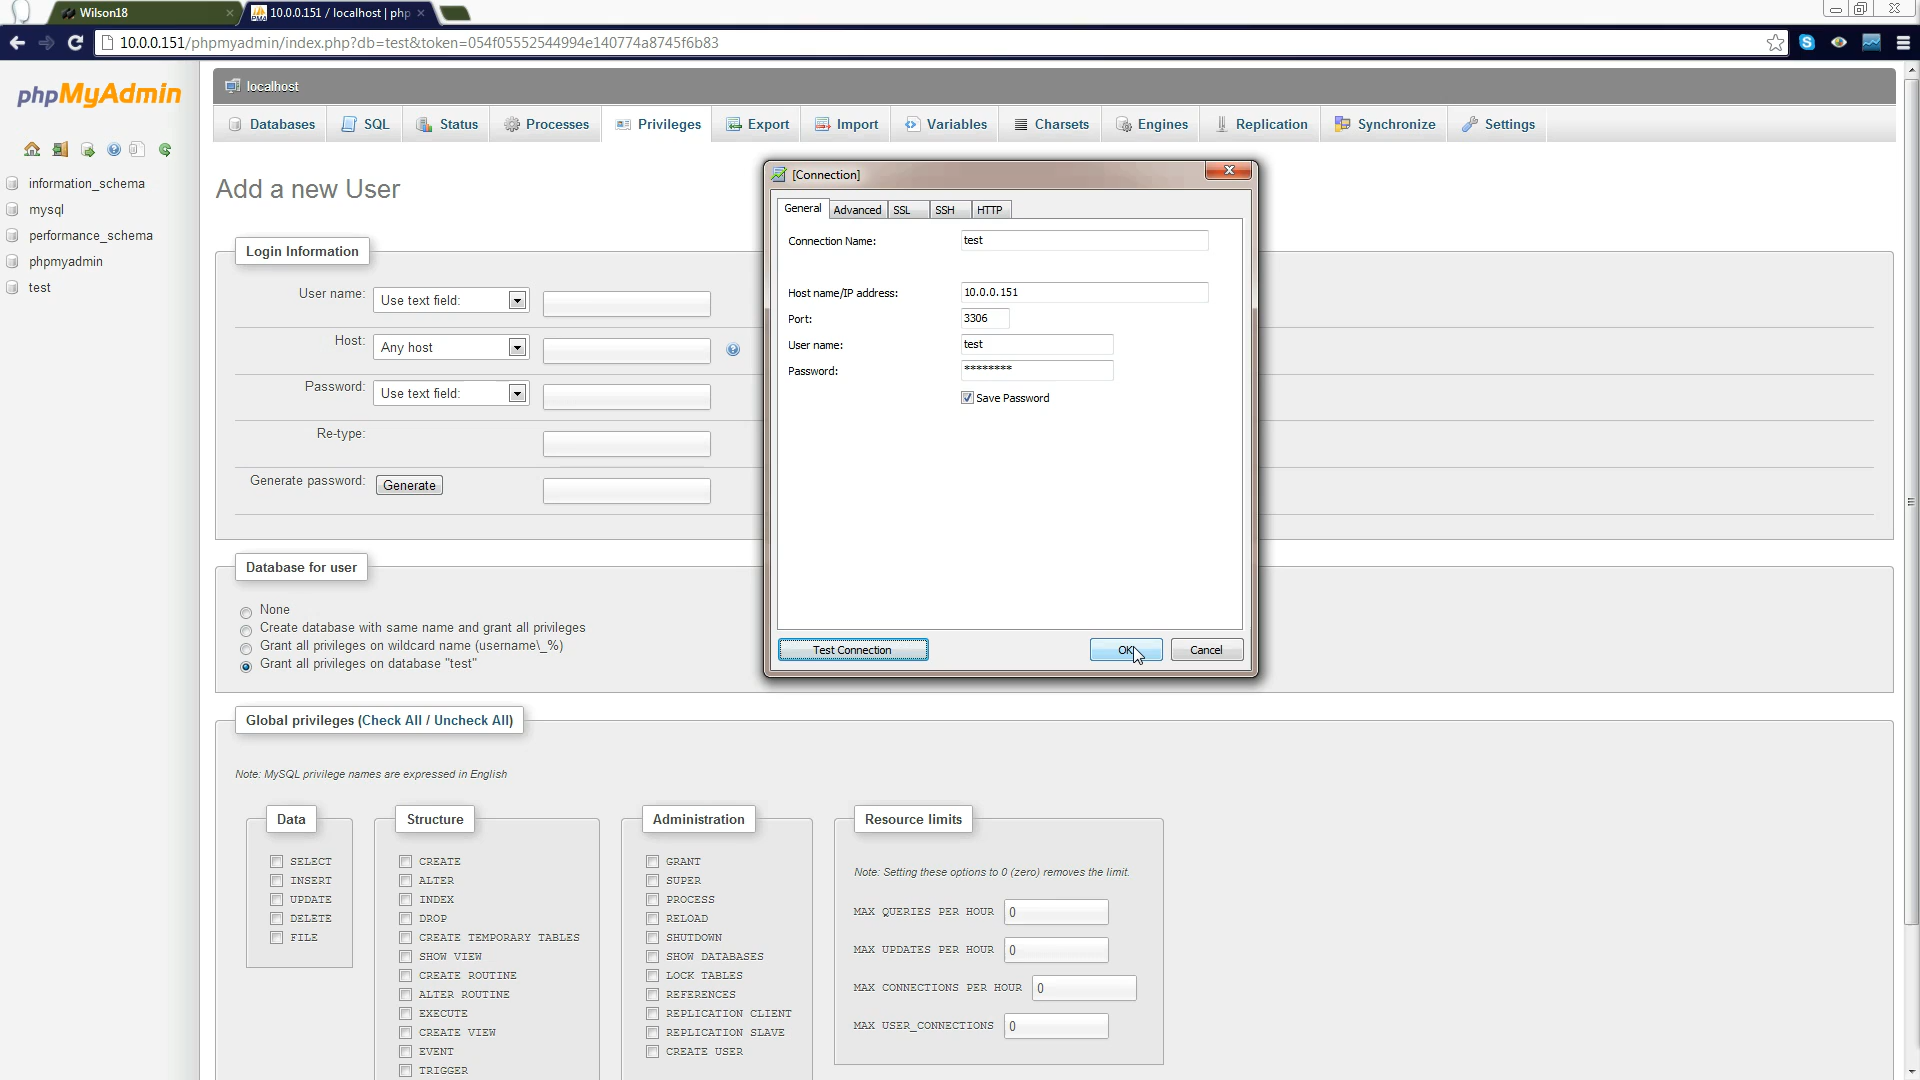 Wilson18
10.0.0.151 / localhost | php
10.0.0.151/phpmyadmin/index.php?db=test&token=054f05552544994e140774a8745f6b83
phpMyAdmin
information_schema
mysql
performance_schema
phpmyadmin
test
localhost
Databases
SQL
Status
Processes
Privileges
Export
Import
Variables
Charsets
Engines
Replication
Synchronize
Settings
Add a new User
Login Information
User name: Use text field:
Host: Any host
Password: Use text field:
Re-type:
Generate password: Generate
Database for user
None
Create database with same name and grant all privileges
Grant all privileges on wildcard name (username\_%)
Grant all privileges on database "test"
Global privileges (Check All / Uncheck All)
Note: MySQL privilege names are expressed in English
Data
SELECT
INSERT
UPDATE
DELETE
FILE
Structure
CREATE
ALTER
INDEX
DROP
CREATE TEMPORARY TABLES
SHOW VIEW
CREATE ROUTINE
ALTER ROUTINE
EXECUTE
CREATE VIEW
EVENT
TRIGGER
Administration
GRANT
SUPER
PROCESS
RELOAD
SHUTDOWN
SHOW DATABASES
LOCK TABLES
REFERENCES
REPLICATION CLIENT
REPLICATION SLAVE
CREATE USER
Resource limits
Note: Setting these options to 0 (zero) removes the limit.
MAX QUERIES PER HOUR 0
MAX UPDATES PER HOUR 0
MAX CONNECTIONS PER HOUR 0
MAX USER_CONNECTIONS 0
[Connection]
General
Advanced
SSL
SSH
HTTP
Connection Name: test
Host name/IP address: 10.0.0.151
Port: 3306
User name: test
Password: ********
Save Password
Test Connection
OK
Cancel